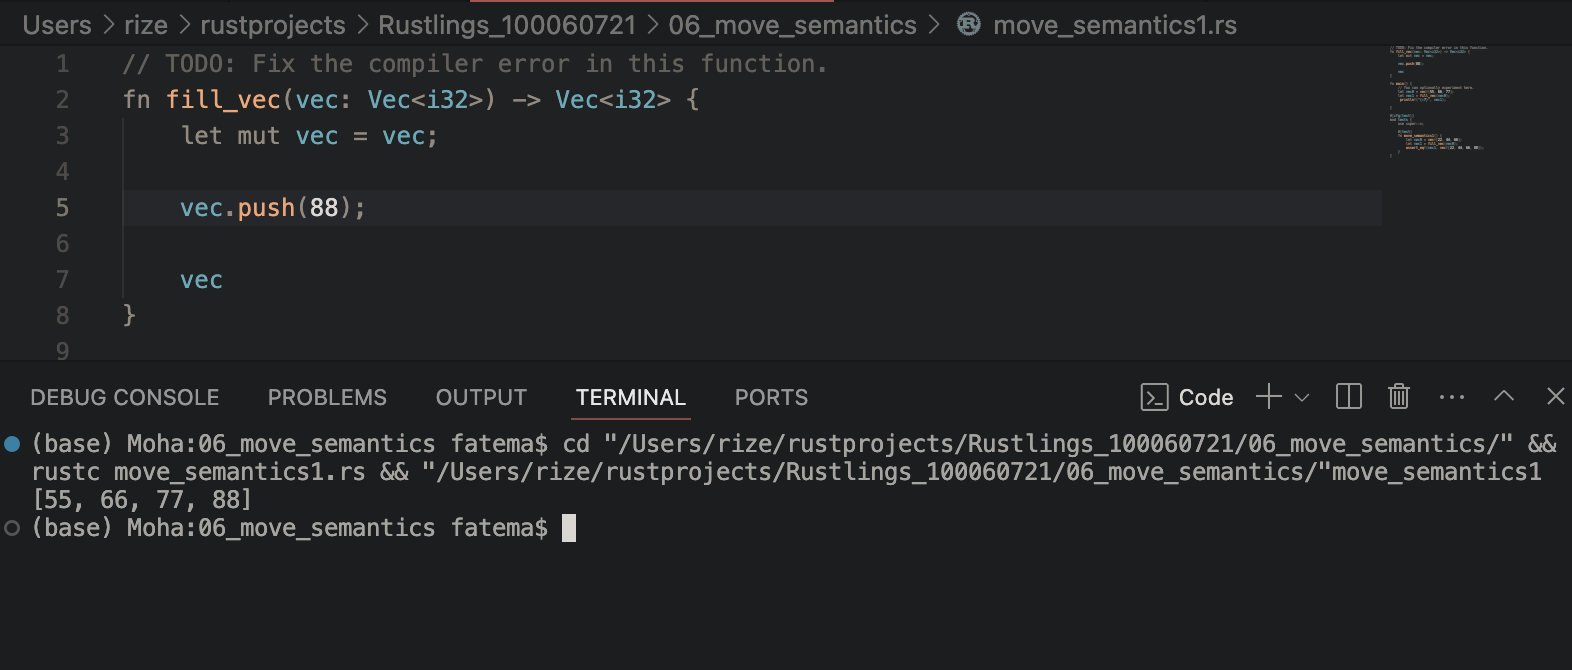 Users > rize > rustprojects > Rustlings_100060721 > 06_move_semantics > move_semantics1.rs
1 // TODO: Fix the compiler error in this function.
2 fn fill_vec(vec: Vec<i32>) -> Vec<i32> {
3     let mut vec = vec;
4
5     vec.push(88);
6
7     vec
8 }
9
DEBUG CONSOLE PROBLEMS OUTPUT TERMINAL PORTS Code
(base) Moha:06_move_semantics fatema$ cd "/Users/rize/rustprojects/Rustlings_100060721/06_move_semantics/" &&
rustc move_semantics1.rs && "/Users/rize/rustprojects/Rustlings_100060721/06_move_semantics/"move_semantics1
[55, 66, 77, 88]
(base) Moha:06_move_semantics fatema$